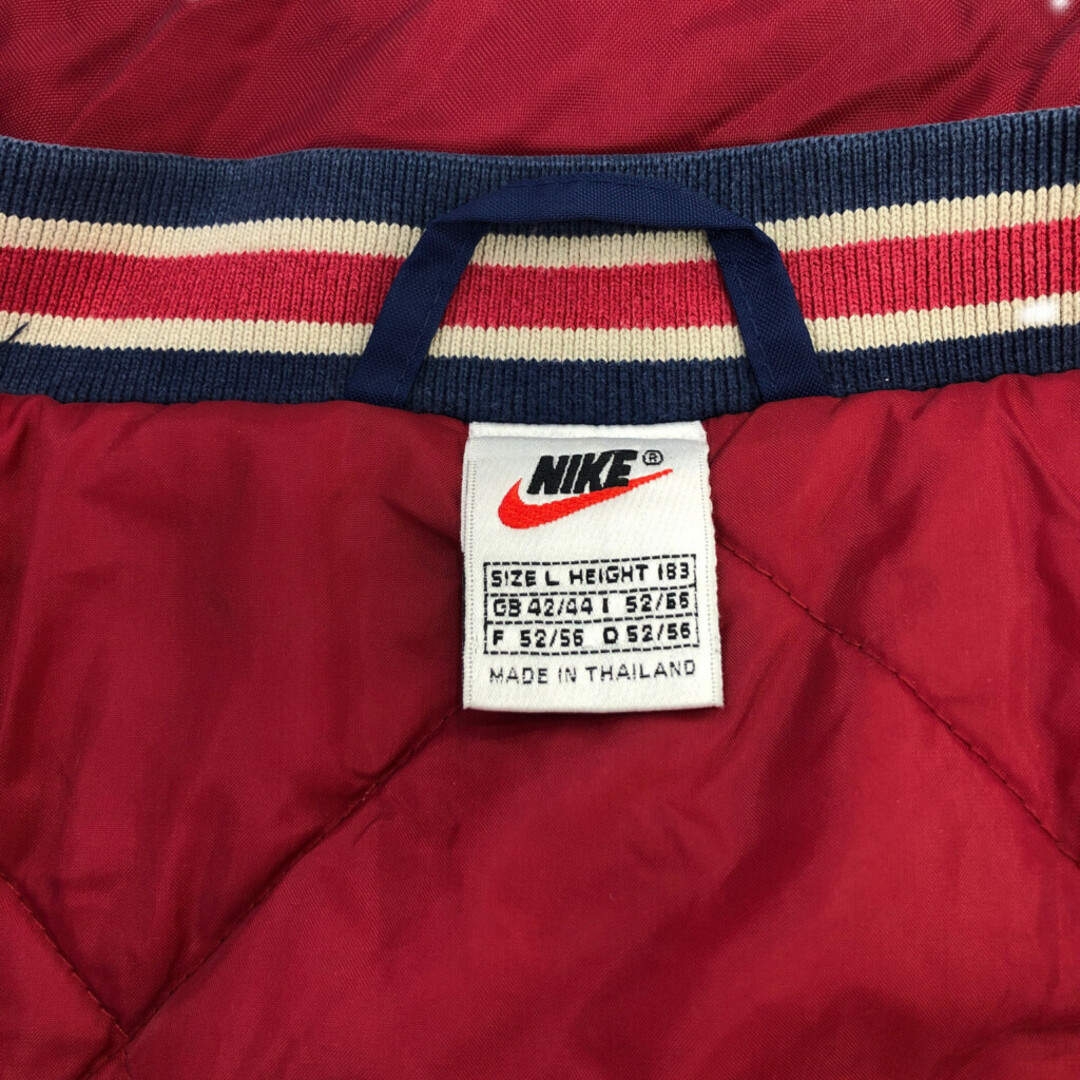 NIKE®
SIZE L HEIGHT 183
GB 42/44 I 52/56
F 52/56 D 52/56
MADE IN THAILAND